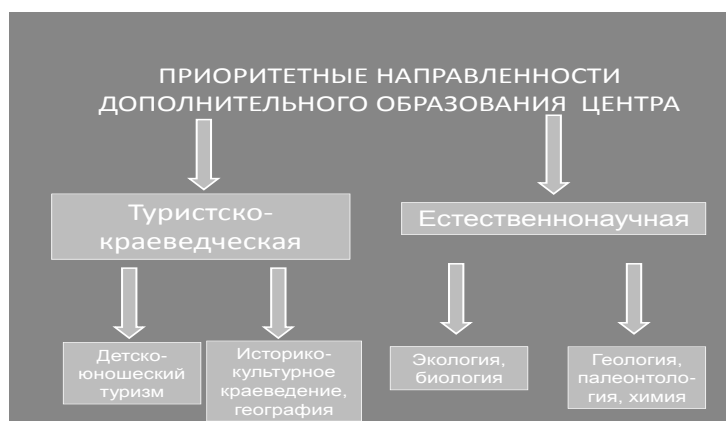 ПРИОРИТЕТНЫЕ НАПРАВЛЕННОСТИ
ДОПОЛНИТЕЛЬНОГО ОБРАЗОВАНИЯ ЦЕНТРА
Туристско-
краеведческая
Естественнонаучная
Детско-
юношеский
туризм
Историко-
культурное
краеведение,
география
Экология,
биология
Геология,
палеонтоло-
гия, химия